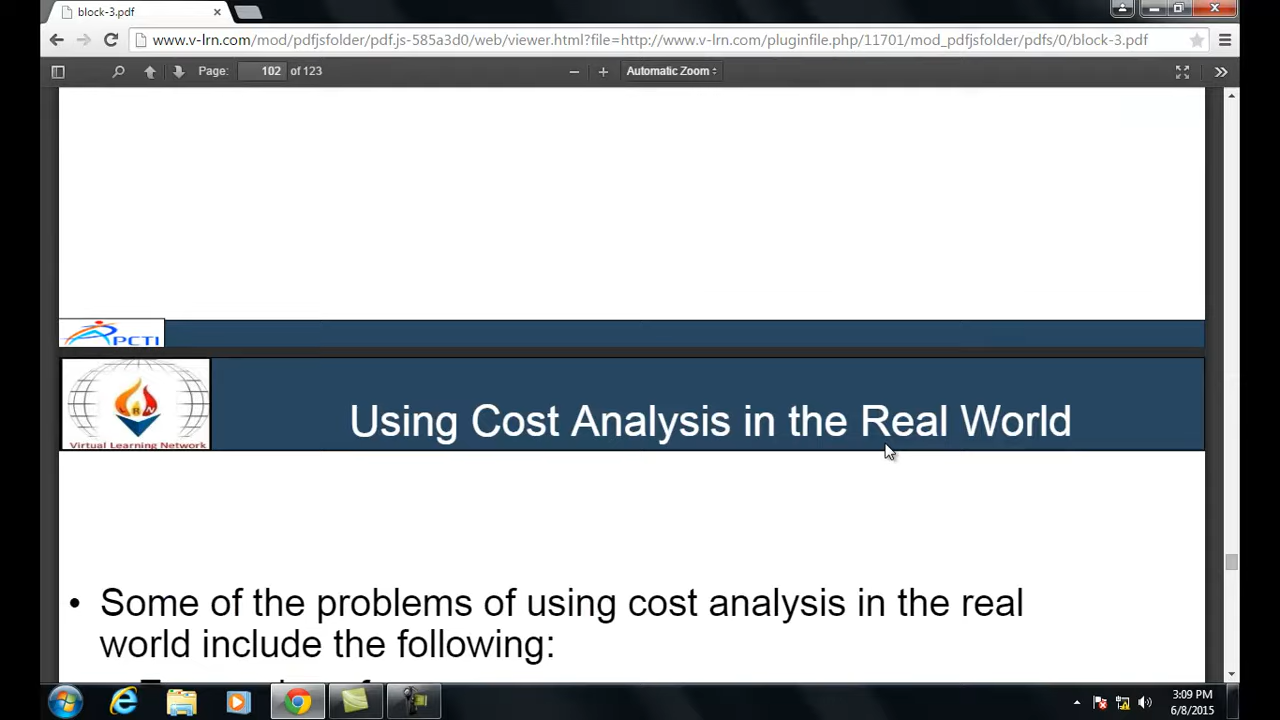 block-3.pdf
www.v-lrn.com/mod/pdfjsfolder/pdf.js-585a3d0/web/viewer.html?file=http://www.v-lrn.com/pluginfile.php/11701/mod_pdfjsfolder/pdfs/0/block-3.pdf
Page: 102 of 123
Automatic Zoom
PCTI
Using Cost Analysis in the Real World
Virtual Learning Network
• Some of the problems of using cost analysis in the real
world include the following:
3:09 PM
6/8/2015